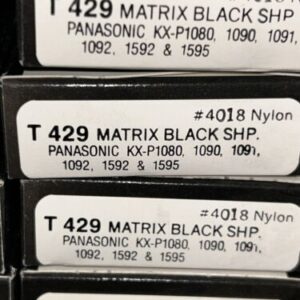 T 429 MATRIX BLACK SHP
PANASONIC KX-P1080, 1090, 1091,
1092, 1592 & 1595
#4018 Nylon
T 429 MATRIX BLACK SHP.
PANASONIC KX-P1080, 1090, 1091,
1092, 1592 & 1595
#4018 Nylon
T 429 MATRIX BLACK SHP.
PANASONIC KX-P1080, 1090, 1091,
1092, 1592 & 1595